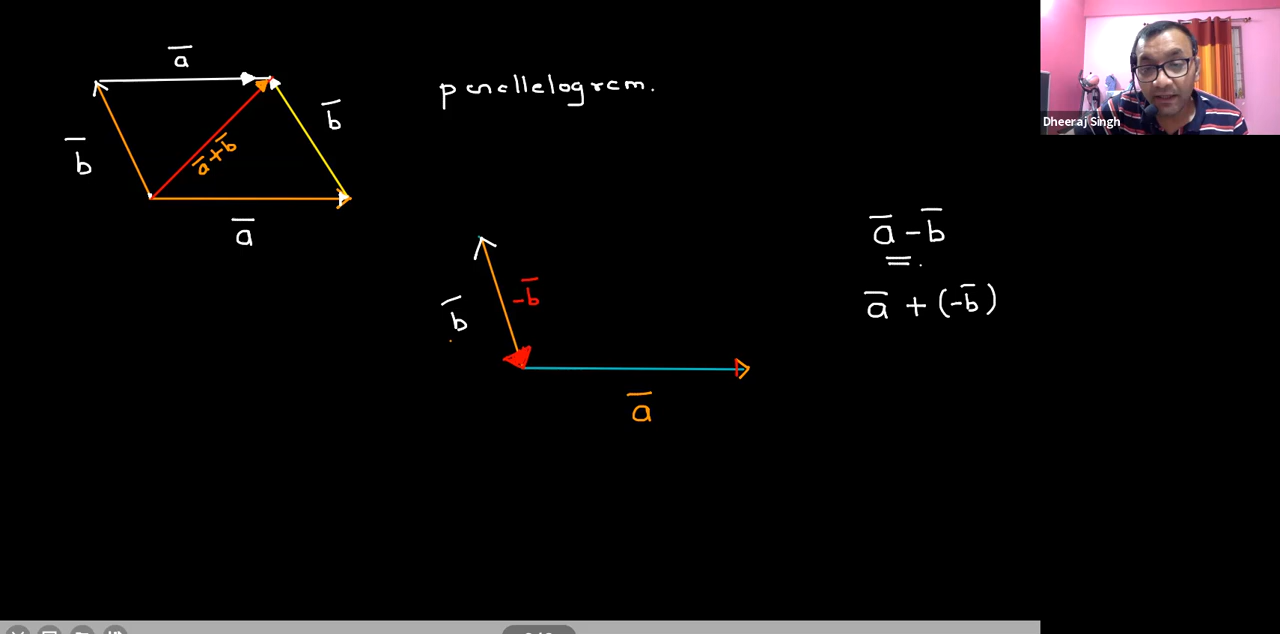 a̅
b̅
a̅+b̅
b̅
a̅
parallelogram.
b̅
-b̅
a̅
a̅ - b̅
a̅ + (-b̅)
Dheeraj Singh